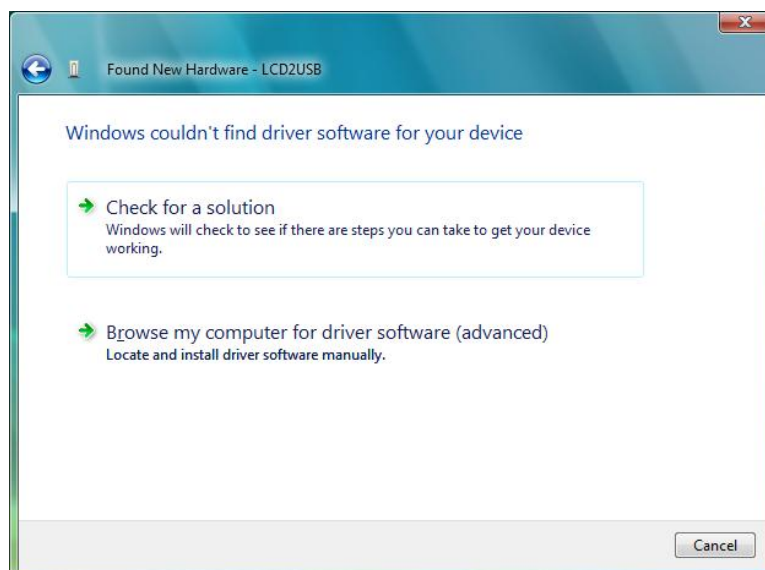 X
Found New Hardware - LCD2USB
Windows couldn't find driver software for your device
Check for a solution
Windows will check to see if there are steps you can take to get your device
working.
Browse my computer for driver software (advanced)
Locate and install driver software manually.
Cancel